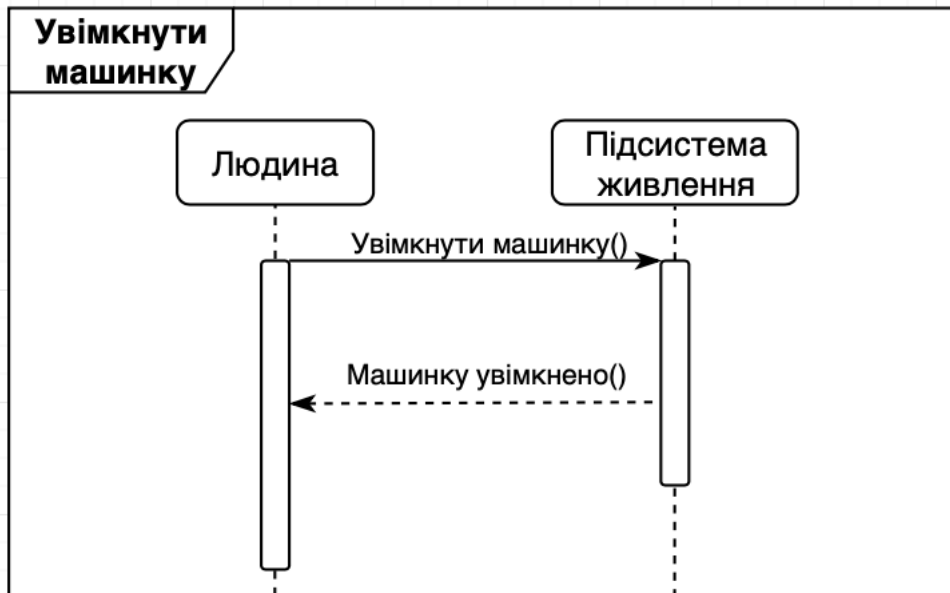 Увімкнути
машинку
Людина
Підсистема
живлення
Увімкнути машинку()
Машинку увімкнено()